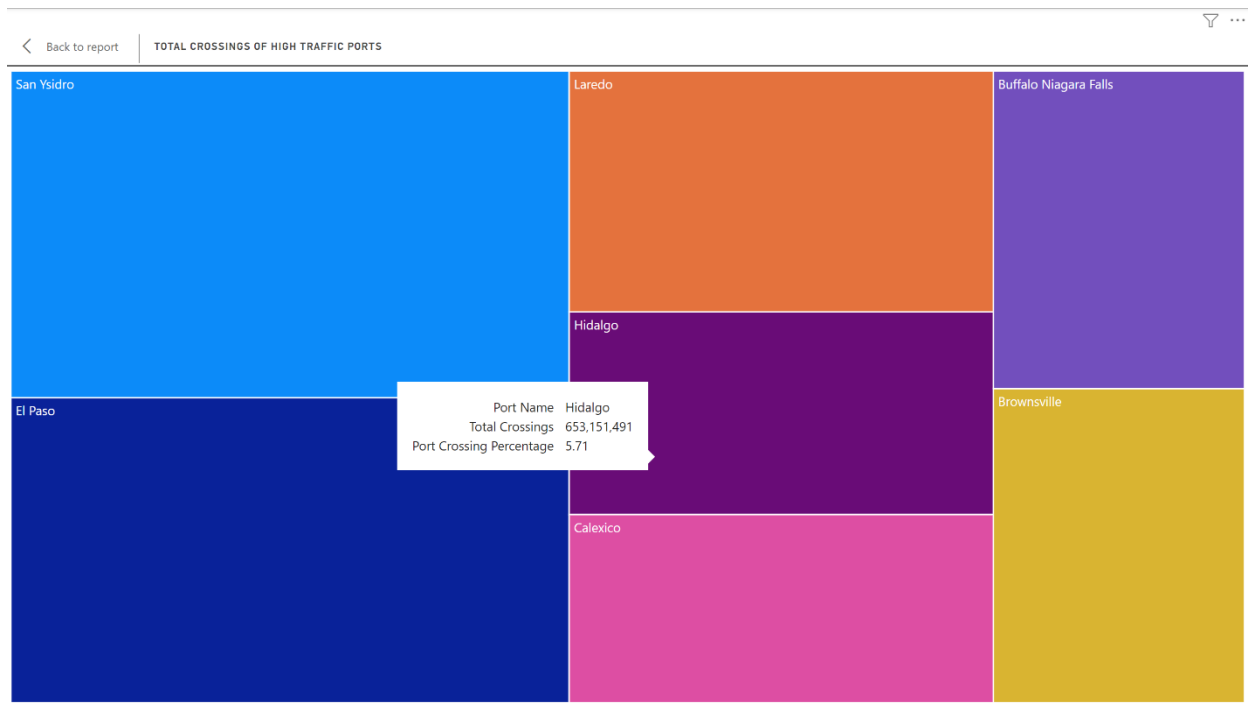 Back to report
TOTAL CROSSINGS OF HIGH TRAFFIC PORTS
San Ysidro
Laredo
Buffalo Niagara Falls
Hidalgo
El Paso
Port Name Hidalgo
Total Crossings 653,151,491
Port Crossing Percentage 5.71
Brownsville
Calexico